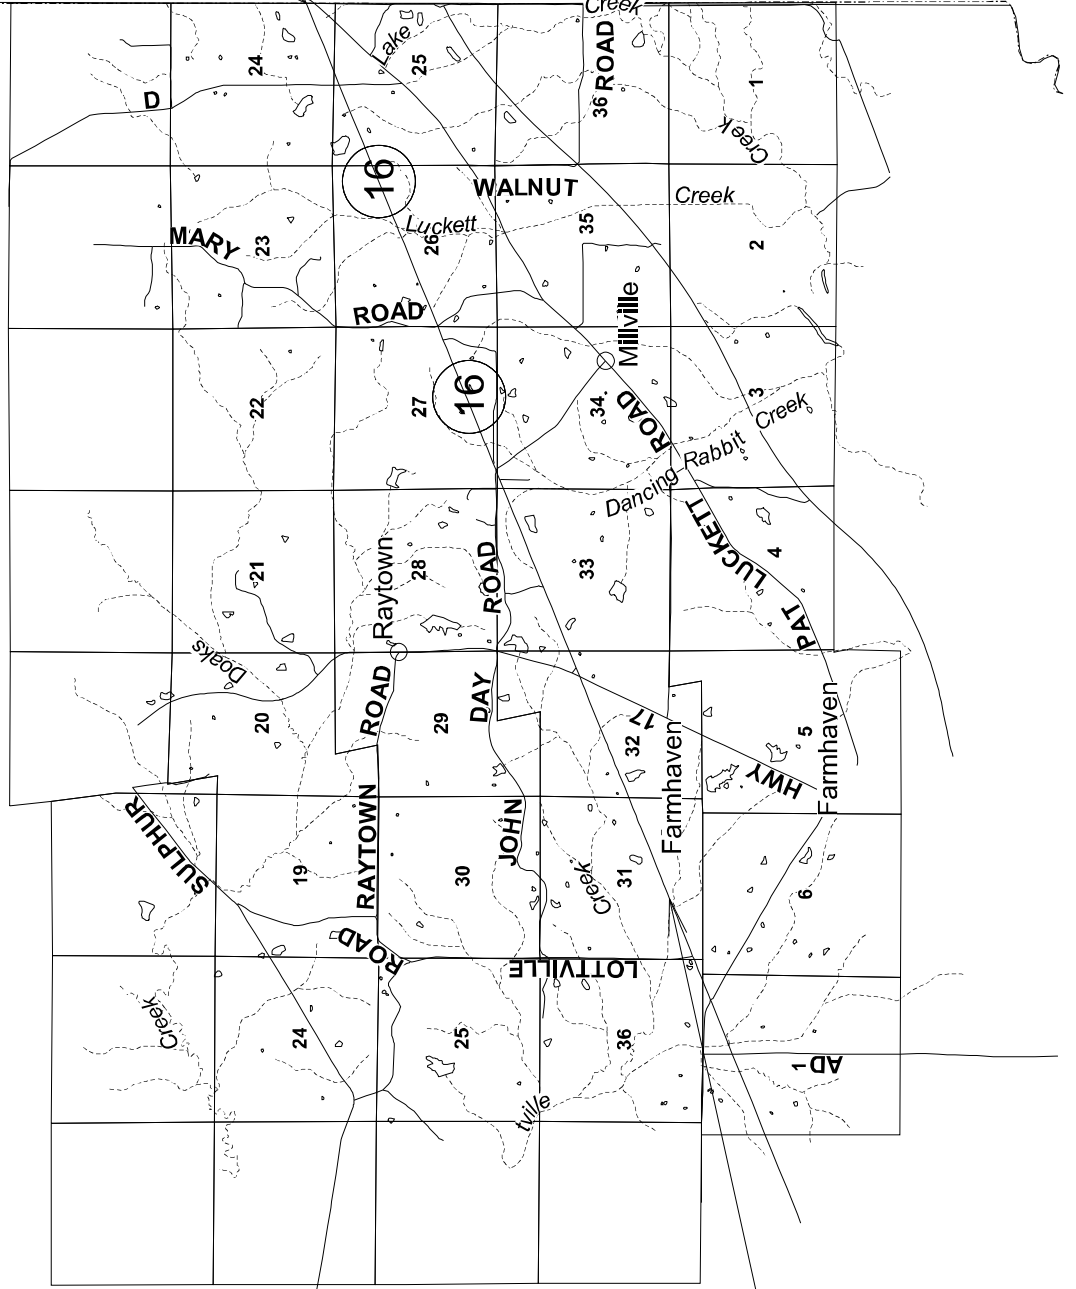 Creek
Lake
24
25
ROAD
36
1
D
Creek
16
WALNUT
Creek
Luckett
35
MARY
23
26
2
ROAD
Millville
16
22
27
34
3
ROAD
Creek
Dancing Rabbit
LUCKETT
21
Raytown
28
ROAD
33
4
PAT
Doaks
20
ROAD
29
DAY
17
32
Farmhaven
5
Farmhaven
HWY
SULPHUR
RAYTOWN
JOHN
19
30
Creek
31
6
ROAD
LOTTVILLE
Creek
24
25
36
1
AD
tville